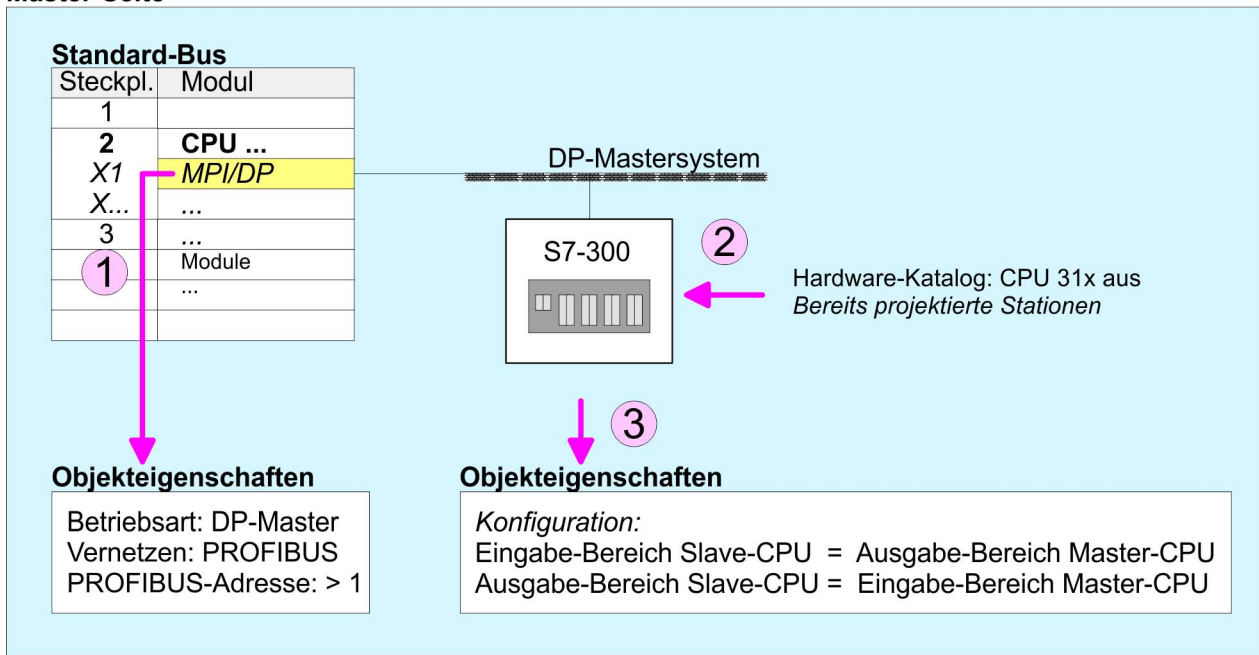 Master-Seite
Standard-Bus
Steckpl. Modul
1
2 CPU ...
X1 MPI/DP
X... ...
3 ...
1 Module
...
DP-Mastersystem
S7-300
2
Hardware-Katalog: CPU 31x aus
Bereits projektierte Stationen
3
Objekteigenschaften
Betriebsart: DP-Master
Vernetzen: PROFIBUS
PROFIBUS-Adresse: > 1
Objekteigenschaften
Konfiguration:
Eingabe-Bereich Slave-CPU = Ausgabe-Bereich Master-CPU
Ausgabe-Bereich Slave-CPU = Eingabe-Bereich Master-CPU